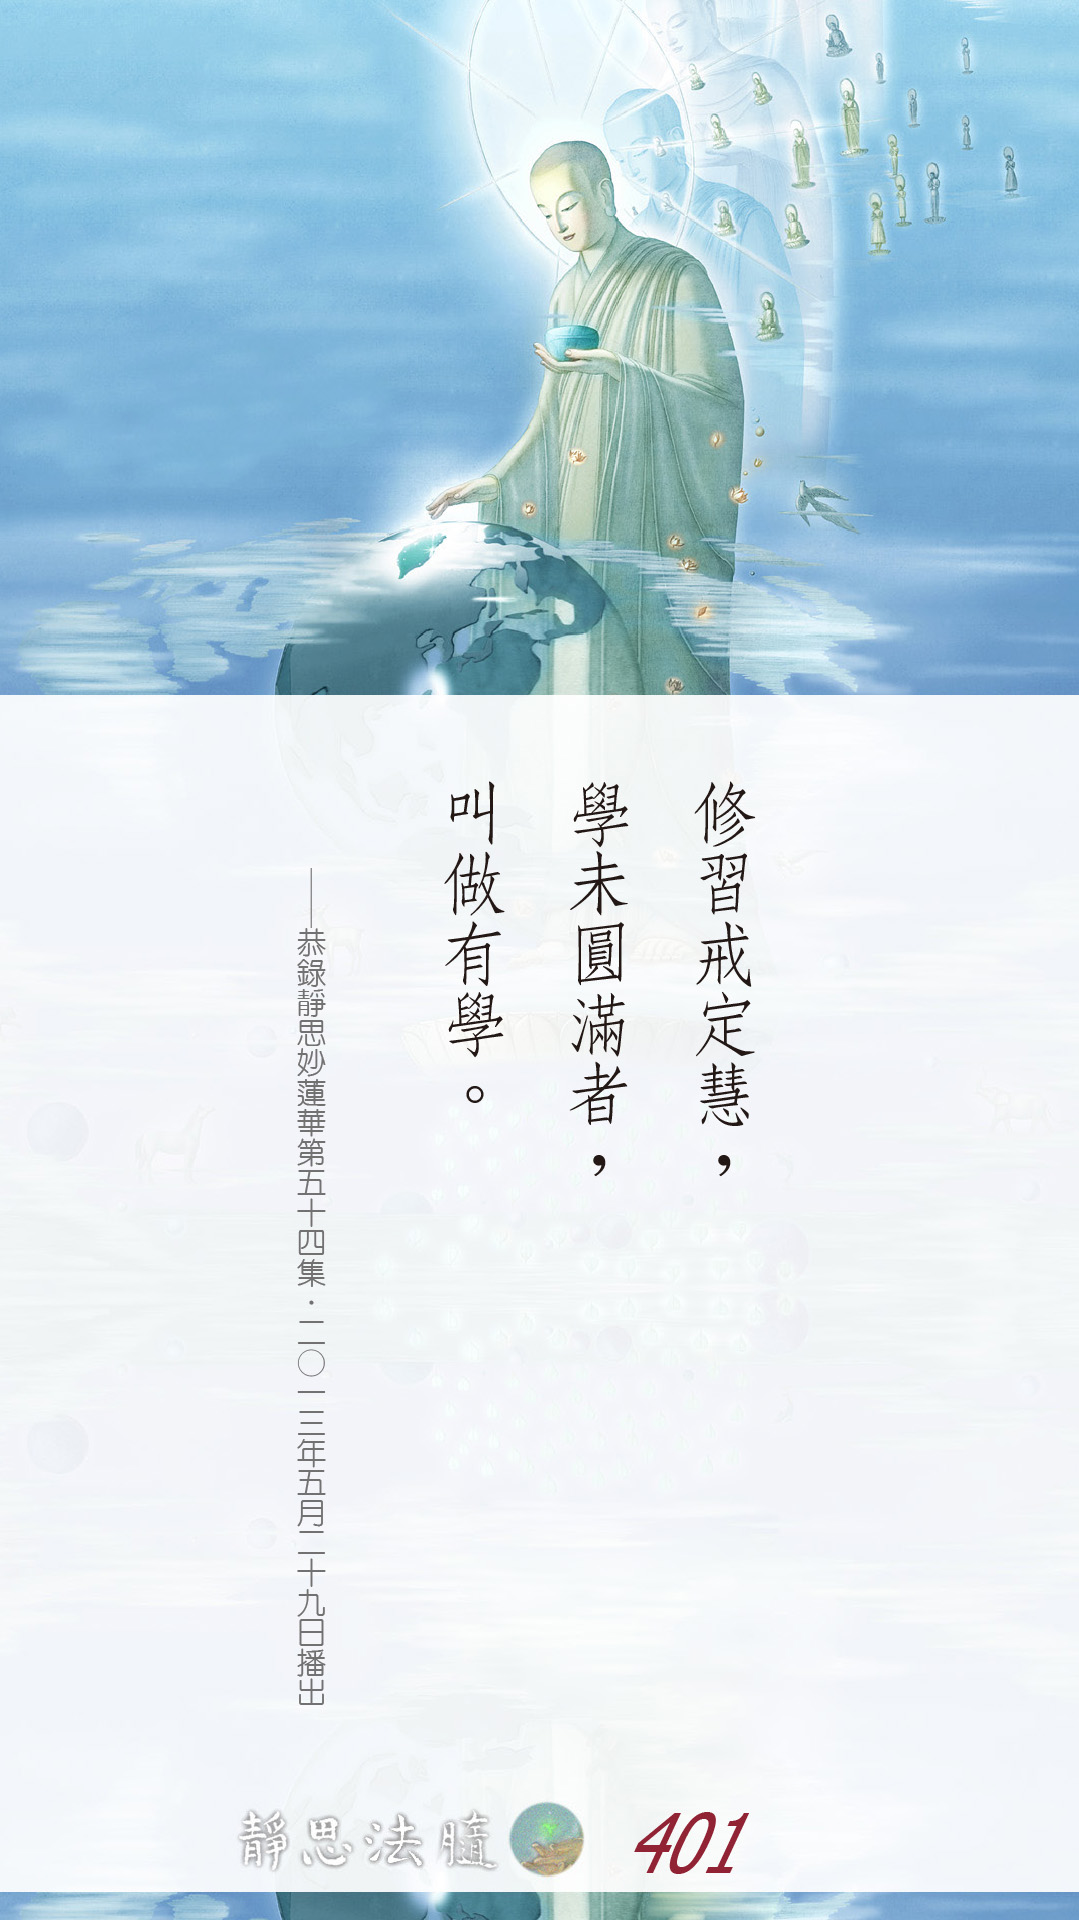 修習戒定慧，
學未圓滿者，
叫做有學。
——恭錄靜思妙蓮華第五十四集．二〇一三年五月二十九日播出
靜思法髓
401